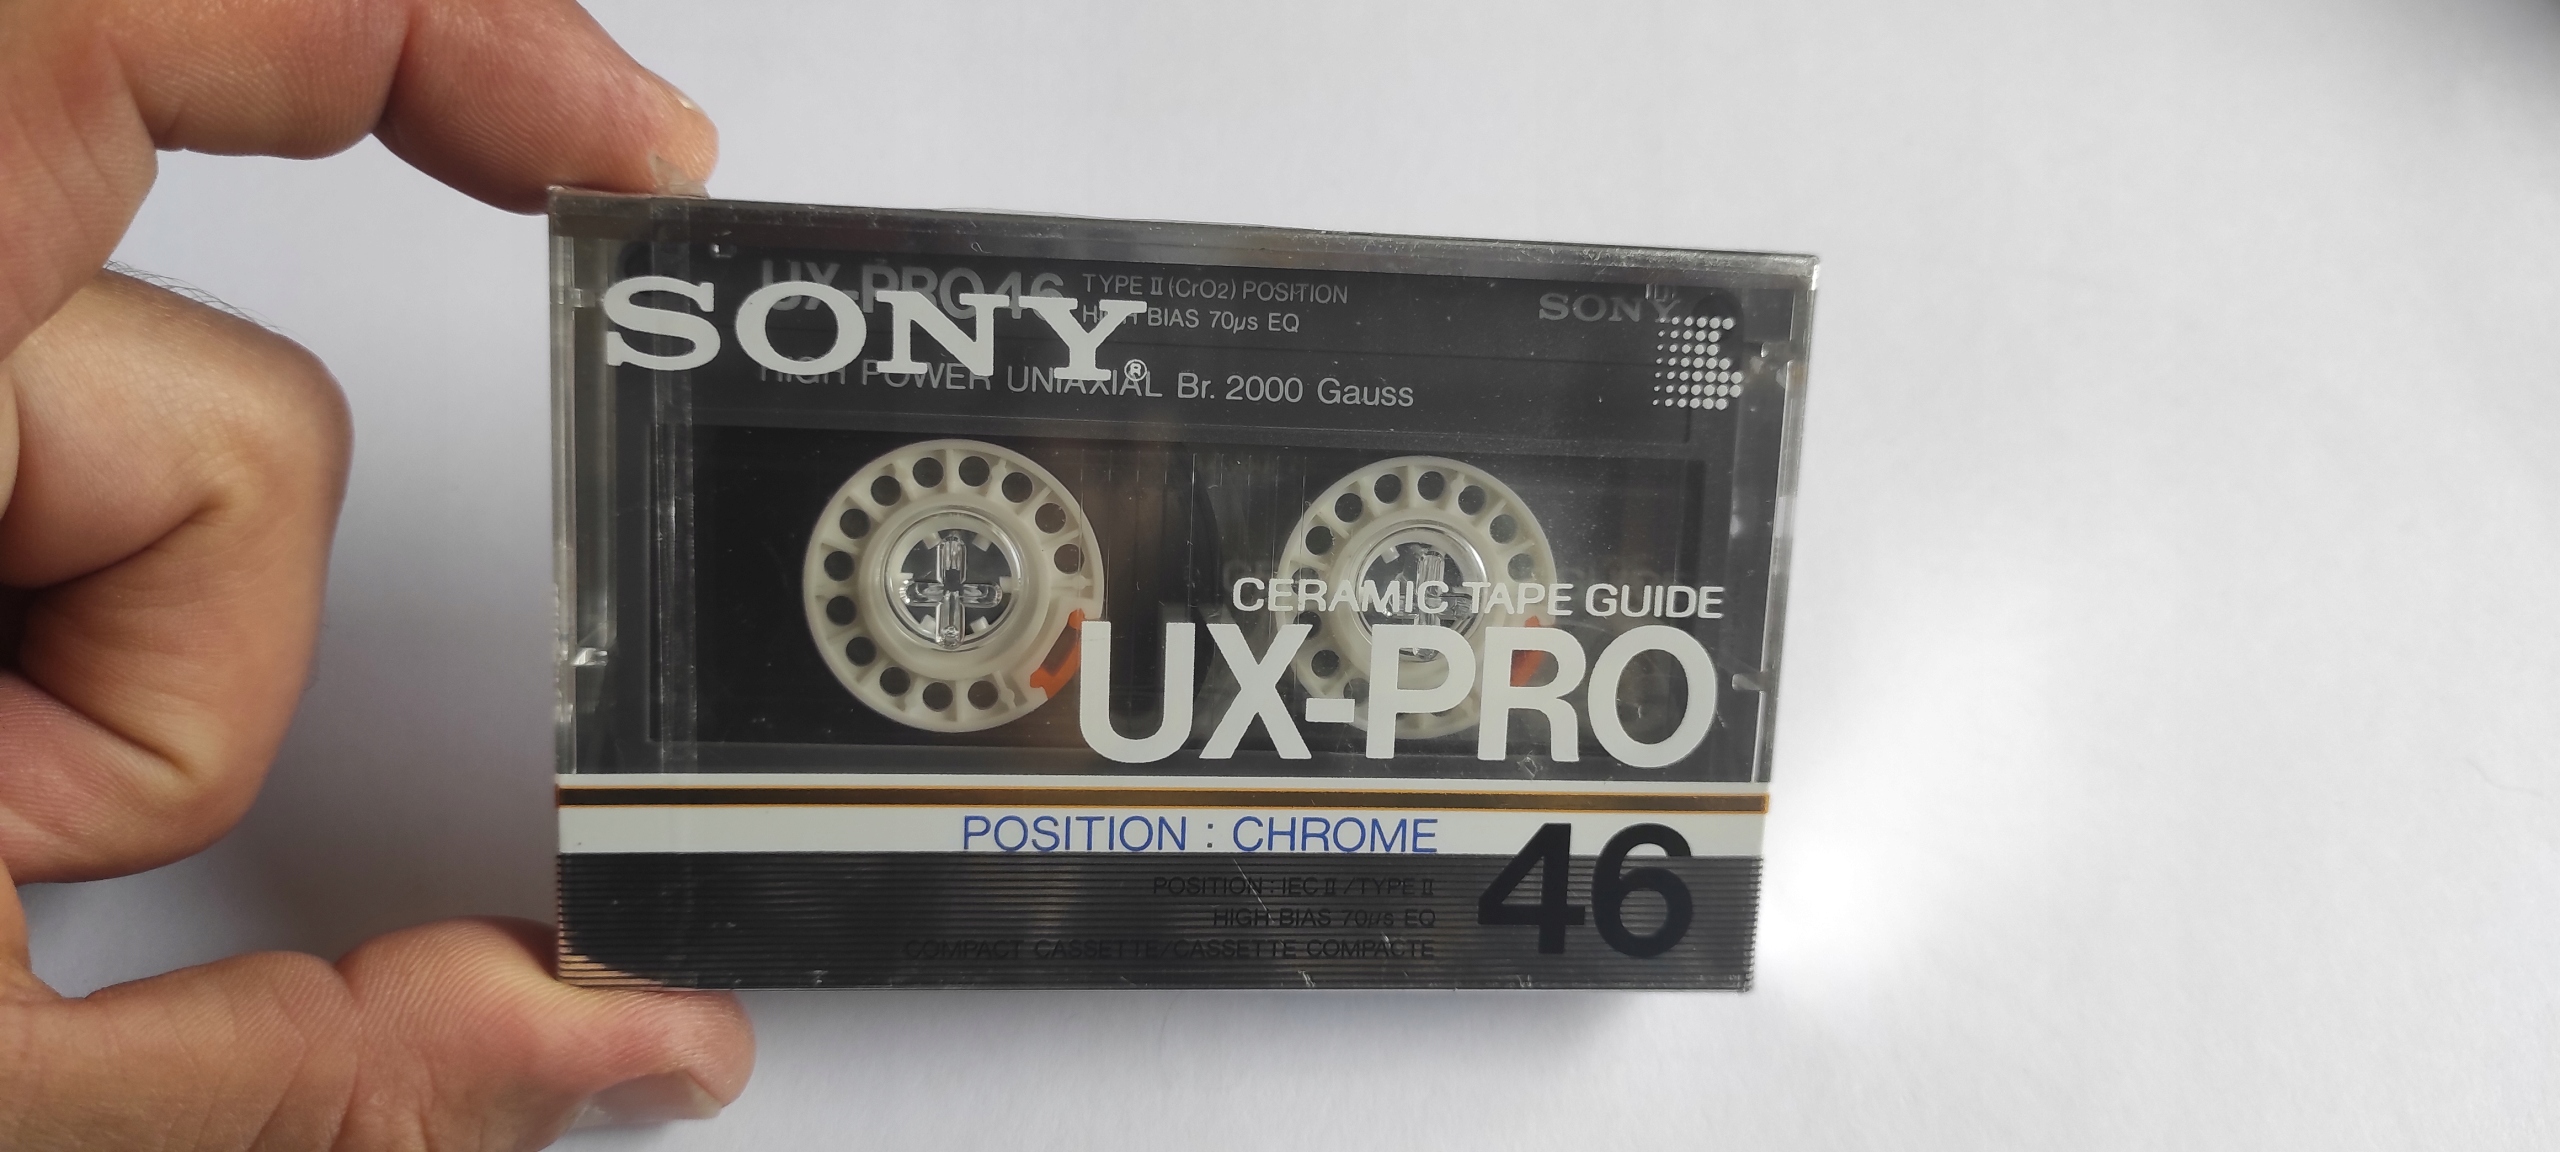 UX-PRO46 TYPE II (CrO2) POSITION
HIGH BIAS 70µs EQ
SONY
SONY®
HIGH POWER UNIAXIAL Br. 2000 Gauss
CERAMIC TAPE GUIDE
UX-PRO
POSITION : CHROME
46
POSITION : IEC II / TYPE II
HIGH BIAS 70µs EQ
COMPACT CASSETTE/CASSETTE COMPACTE